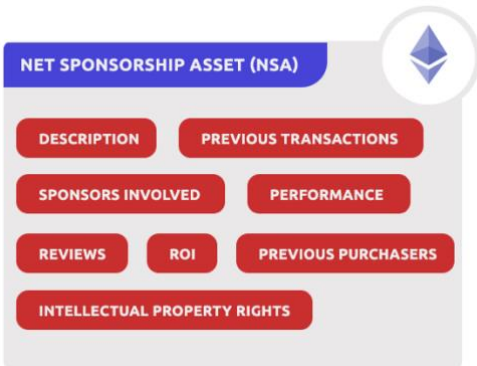 NET SPONSORSHIP ASSET (NSA)
DESCRIPTION
PREVIOUS TRANSACTIONS
SPONSORS INVOLVED
PERFORMANCE
REVIEWS
ROI
PREVIOUS PURCHASERS
INTELLECTUAL PROPERTY RIGHTS